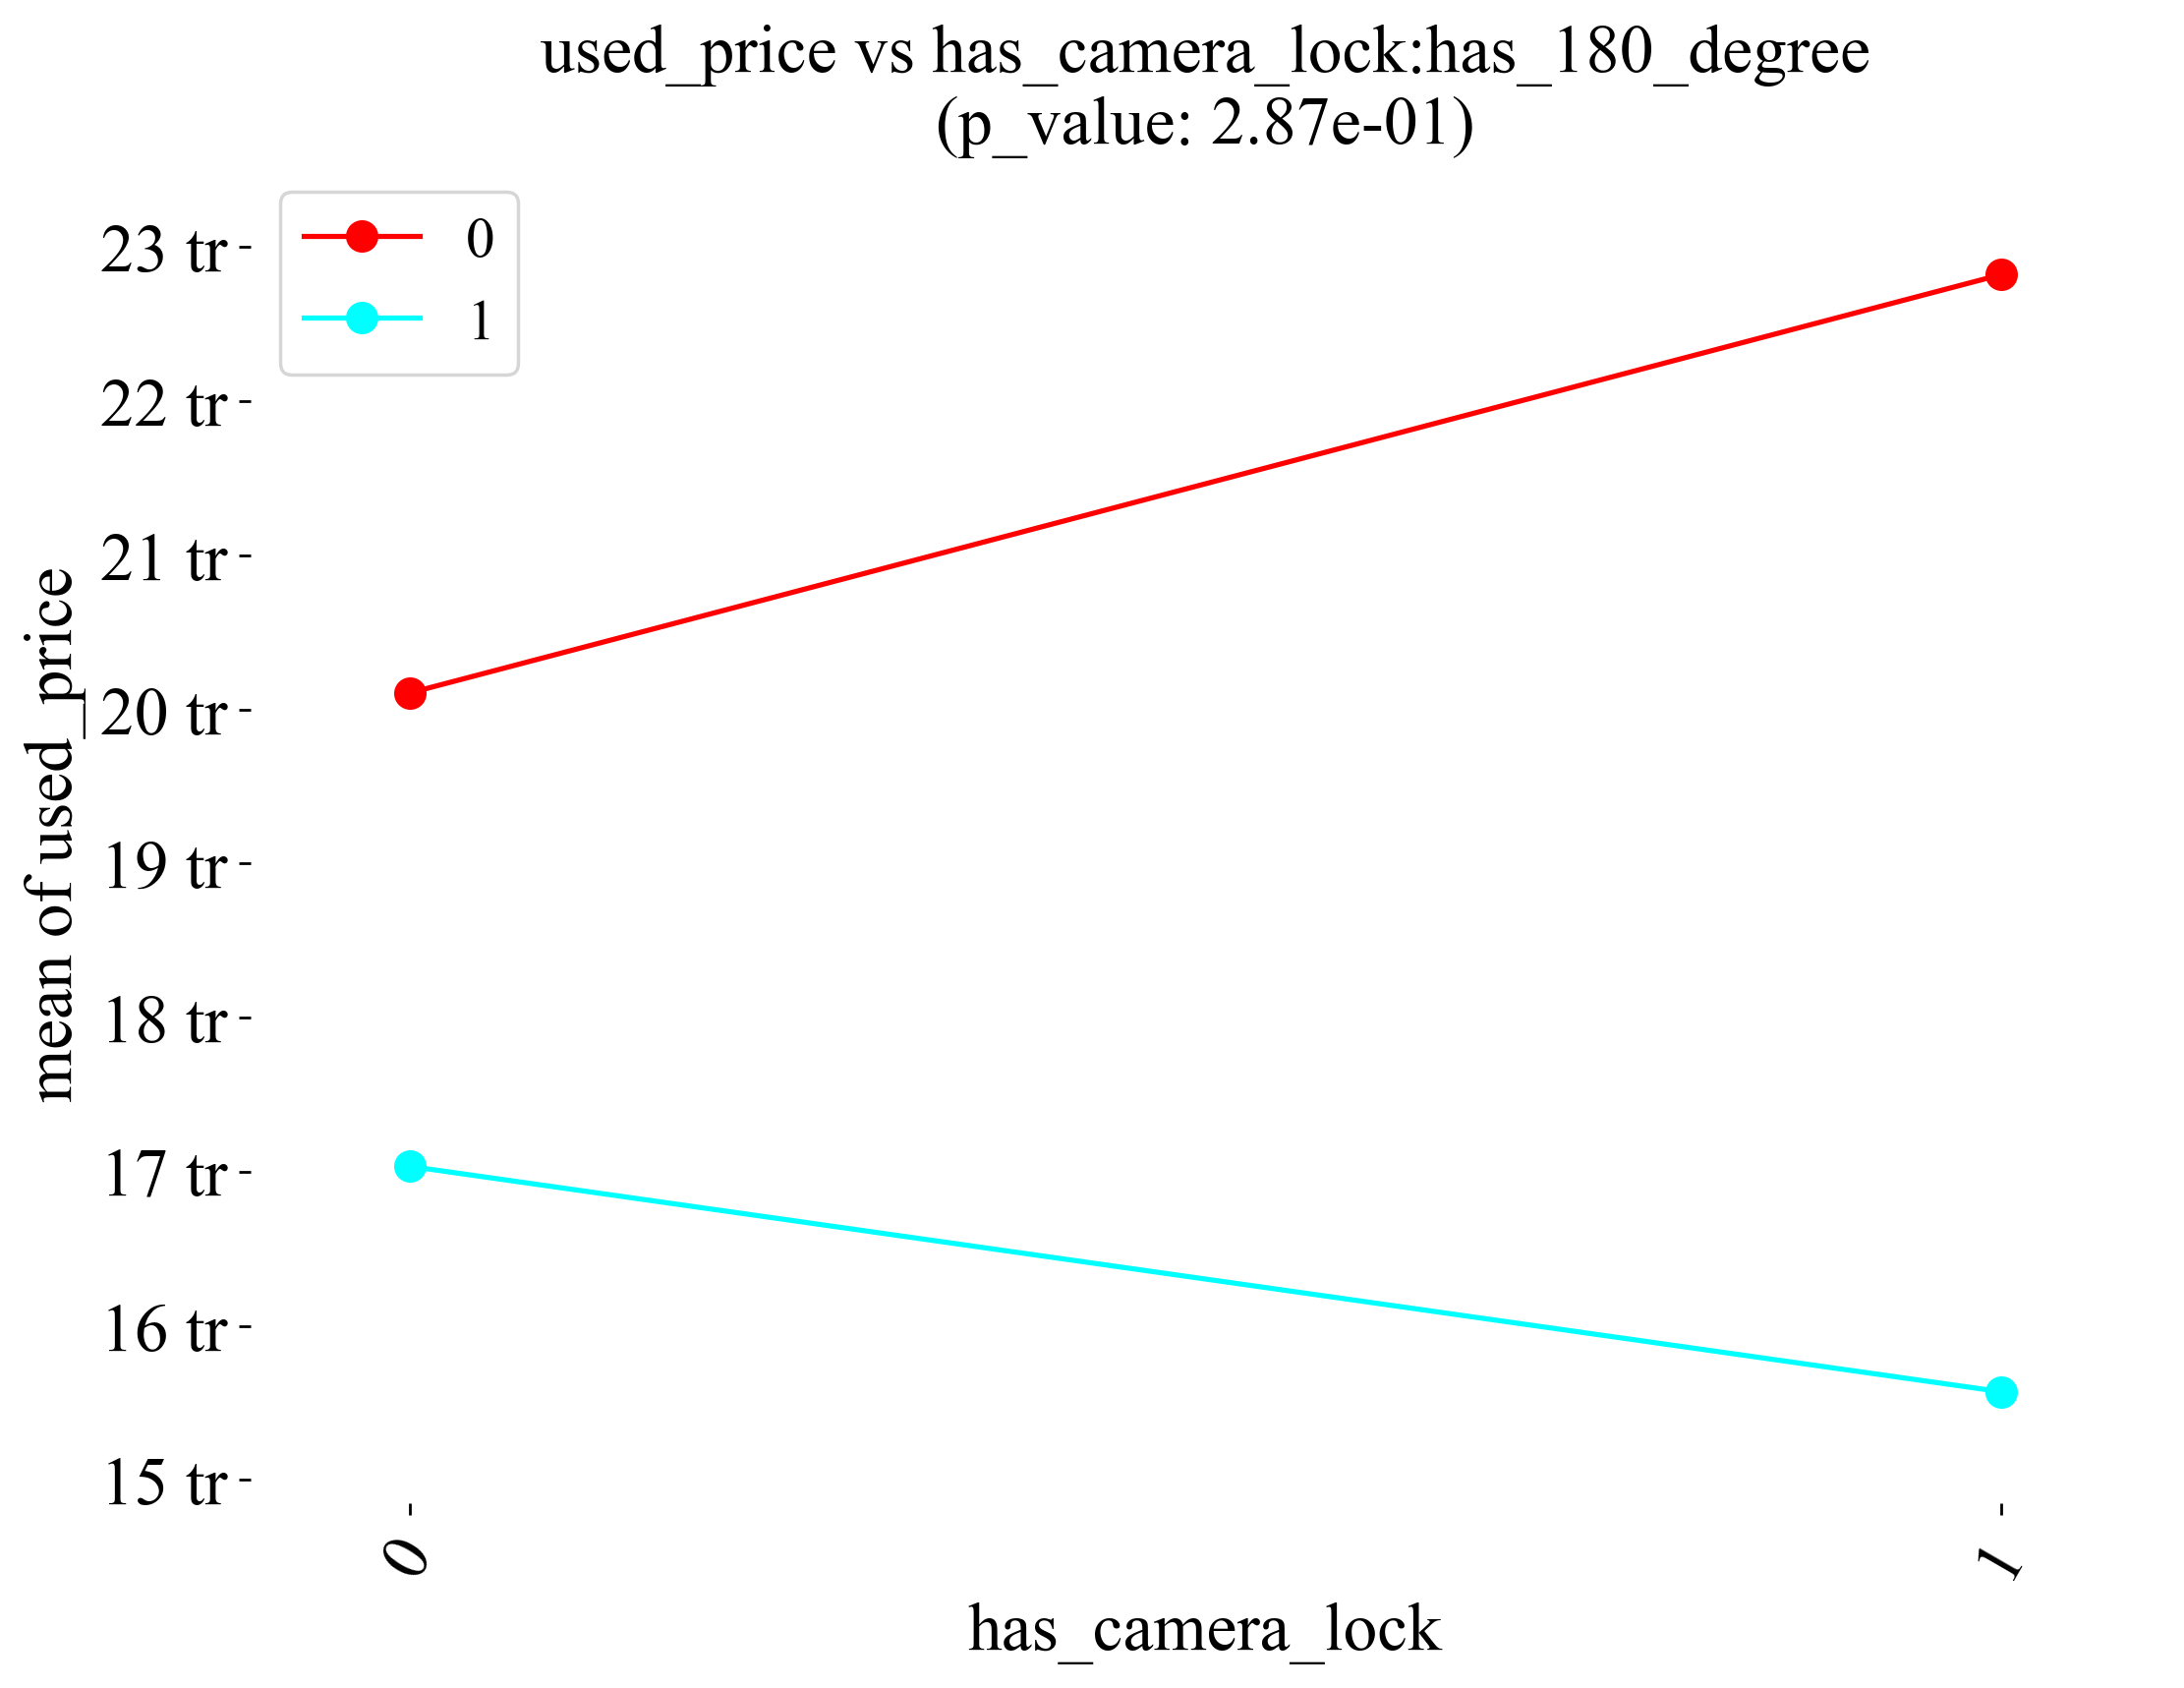 used_price vs has_camera_lock:has_180_degree
(p_value: 2.87e-01)
0
1
23 tr
22 tr
21 tr
20 tr
19 tr
18 tr
17 tr
16 tr
15 tr
mean of used_price
0
1
has_camera_lock